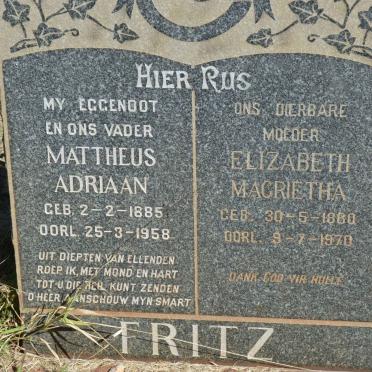 HIER RUS
MY EGGENOOT
EN ONS VADER
MATTHEUS
ADRIAAN
GEB. 2-2-1885
OORL. 25-3-1958
UIT DIEPTEN VAN ELLENDEN
ROEP IK, MET MOND EN HART
TOT U DIE HEIL KUNT ZENDEN
O HEER, AANSCHOUW MYN SMART
ONS DIERBARE
MOEDER
ELIZABETH
MAGRIETHA
GEB. 30-5-1880
OORL. 9-7-1970
DANK GOD VIR HULLE
FRITZ